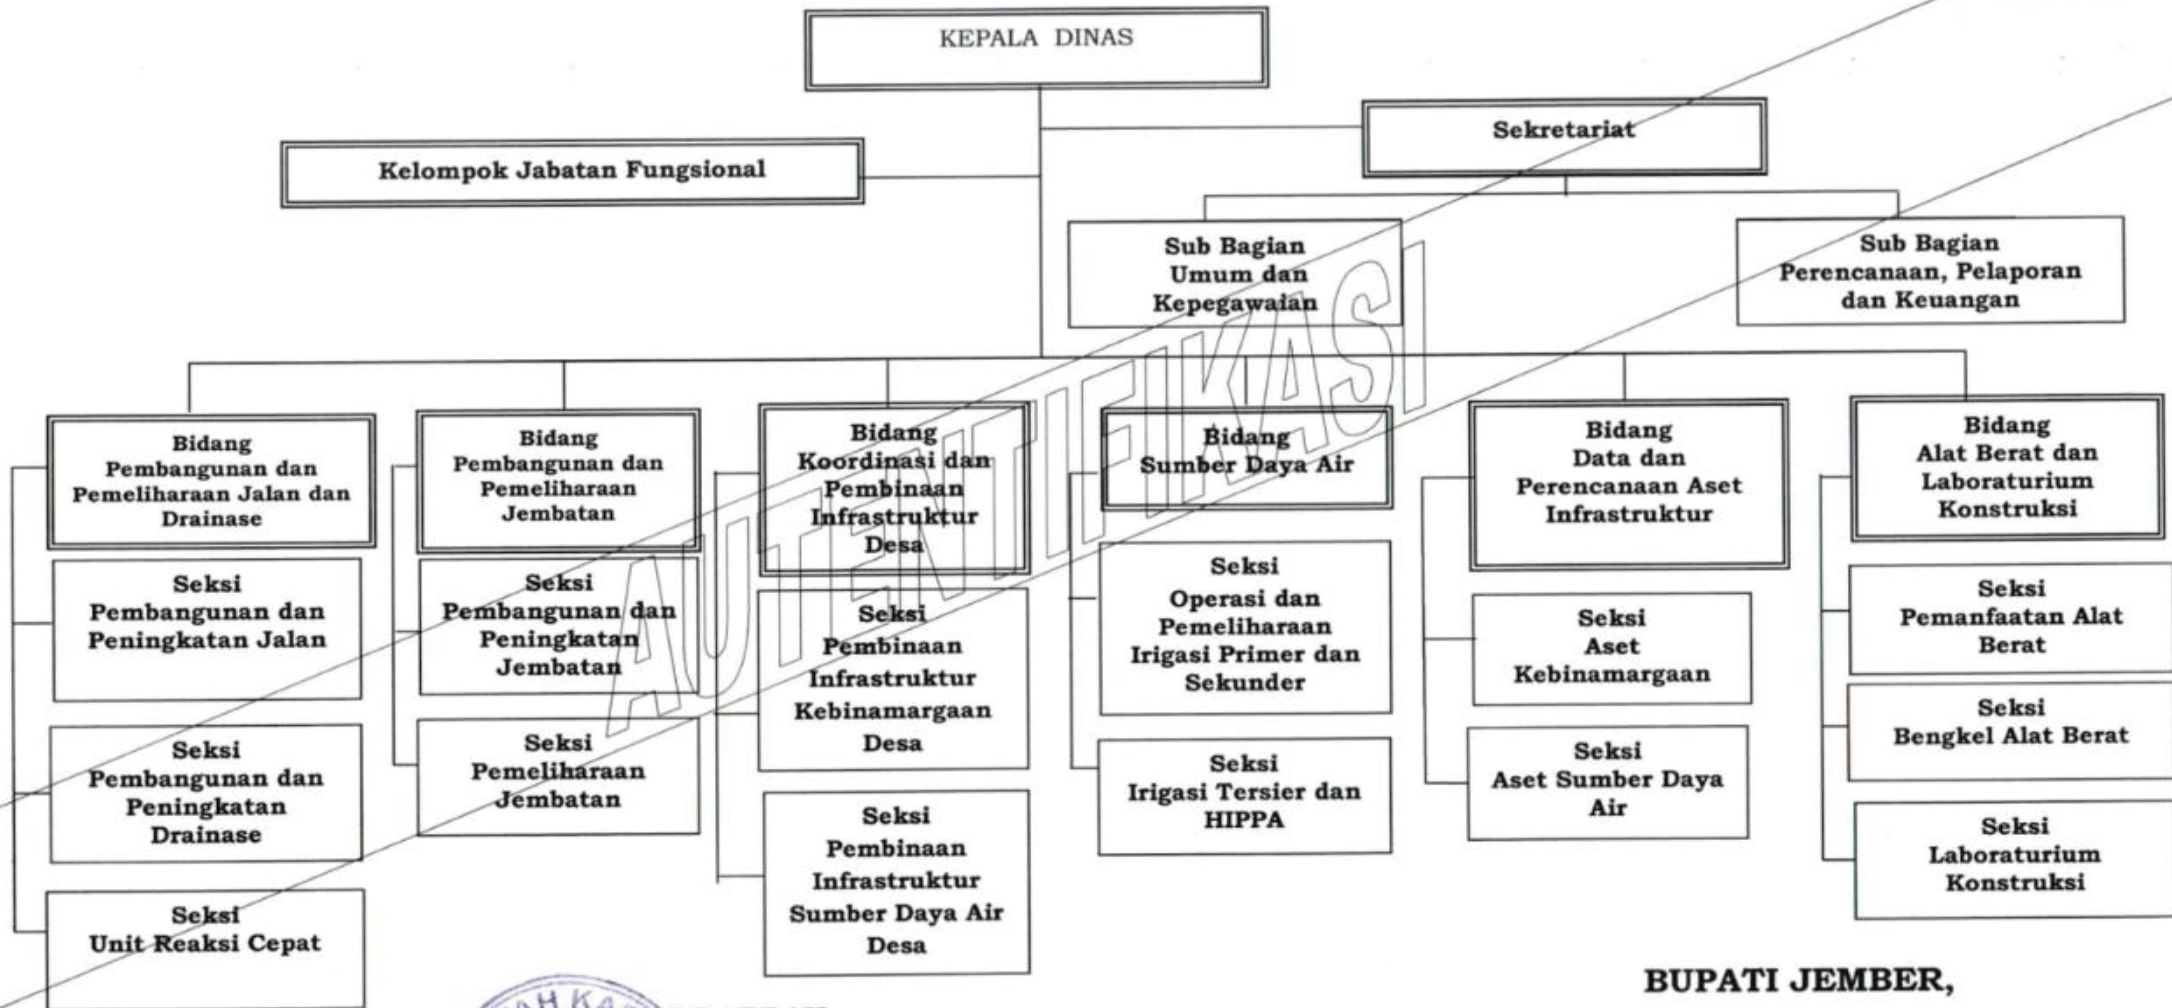 KEPALA DINAS
Sekretariat
Kelompok Jabatan Fungsional
Sub Bagian
Umum dan
Kepegawaian
Sub Bagian
Perencanaan, Pelaporan
dan Keuangan
Bidang
Pembangunan dan
Pemeliharaan Jalan dan
Drainase
Bidang
Pembangunan dan
Pemeliharaan
Jembatan
Bidang
Koordinasi dan
Pembinaan
Infrastruktur
Desa
Bidang
Sumber Daya Air
Bidang
Data dan
Perencanaan Aset
Infrastruktur
Bidang
Alat Berat dan
Laboraturium
Konstruksi
Seksi
Pembangunan dan
Peningkatan Jalan
Seksi
Pembangunan dan
Peningkatan
Drainase
Seksi
Unit Reaksi Cepat
Seksi
Pembangunan dan
Peningkatan
Jembatan
Seksi
Pemeliharaan
Jembatan
Seksi
Pembinaan
Infrastruktur
Kebinamargaan
Desa
Seksi
Pembinaan
Infrastruktur
Sumber Daya Air
Desa
Seksi
Operasi dan
Pemeliharaan
Irigasi Primer dan
Sekunder
Seksi
Irigasi Tersier dan
HIPPA
Seksi
Aset
Kebinamargaan
Seksi
Aset Sumber Daya
Air
Seksi
Pemanfaatan Alat
Berat
Seksi
Bengkel Alat Berat
Seksi
Laboraturium
Konstruksi
AUTENTIFIKASI
BUPATI JEMBER,